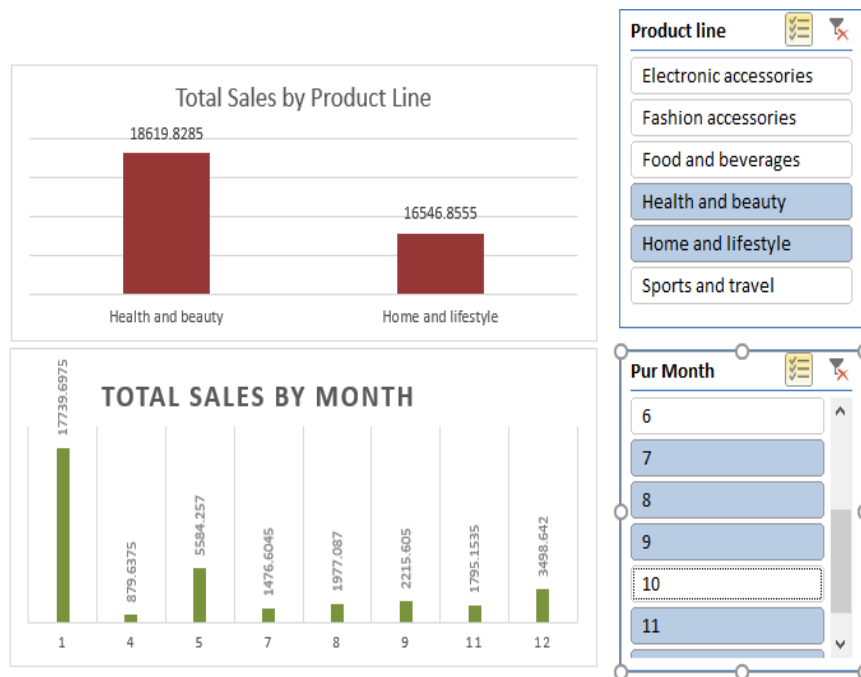 Total Sales by Product Line
18619.8285
16546.8555
Health and beauty
Home and lifestyle
TOTAL SALES BY MONTH
17739.6975
879.6375
5584.257
1476.6045
1977.087
2215.605
1795.1535
3498.642
1 4 5 7 8 9 11 12
Product line
Electronic accessories
Fashion accessories
Food and beverages
Health and beauty
Home and lifestyle
Sports and travel
Pur Month
6
7
8
9
10
11